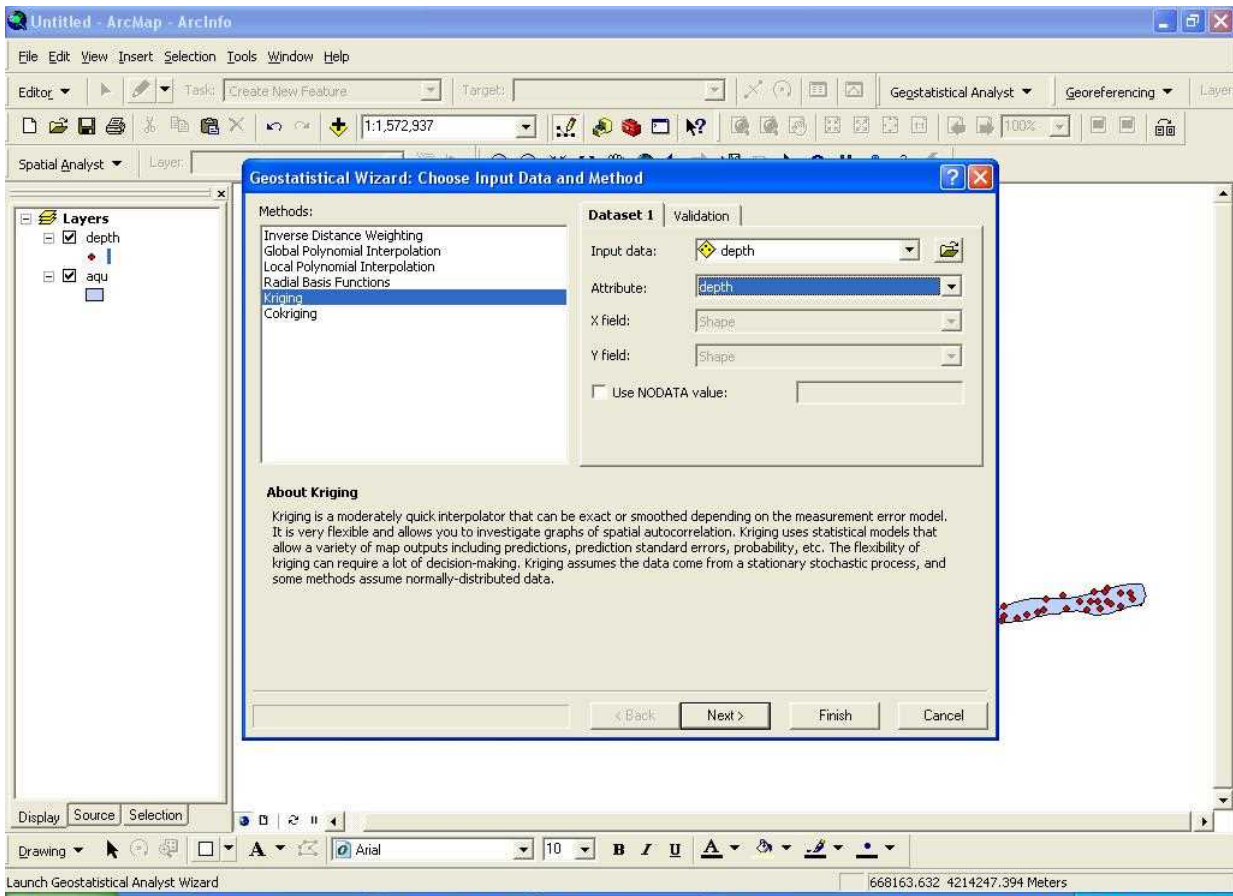 Untitled - ArcMap - ArcInfo
File Edit View Insert Selection Tools Window Help
Editor Task: Create New Feature Target: Geostatistical Analyst Georeferencing Layer
1:1,572,937 100%
Spatial Analyst Layer:
Geostatistical Wizard: Choose Input Data and Method
Layers
depth
aqu
Methods:
Inverse Distance Weighting
Global Polynomial Interpolation
Local Polynomial Interpolation
Radial Basis Functions
Kriging
Cokriging
Dataset 1 Validation
Input data: depth
Attribute: depth
X field: Shape
Y field: Shape
Use NODATA value:
About Kriging
Kriging is a moderately quick interpolator that can be exact or smoothed depending on the measurement error model.
It is very flexible and allows you to investigate graphs of spatial autocorrelation. Kriging uses statistical models that
allow a variety of map outputs including predictions, prediction standard errors, probability, etc. The flexibility of
kriging can require a lot of decision-making. Kriging assumes the data come from a stationary stochastic process, and
some methods assume normally-distributed data.
< Back Next > Finish Cancel
Display Source Selection
Drawing A Arial 10 B I U A
Launch Geostatistical Analyst Wizard 668163.632 4214247.394 Meters